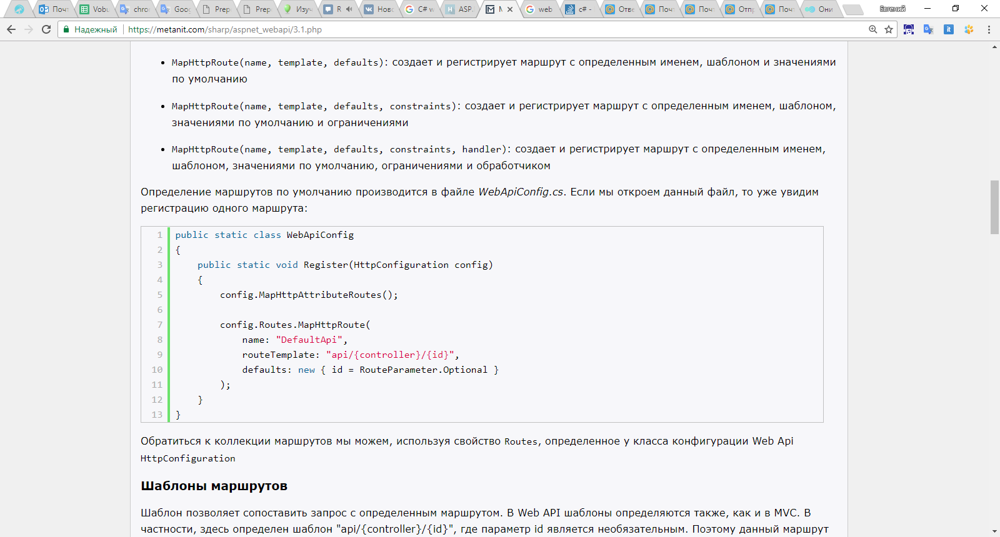 Почт
Vobu
chro
Goog
Prep
Prep
Изуч
R
Ново
C# w
ASP.
M
web
c# -
Отве
Почт
Почт
Отпр
Почт
Они
Евгений
Надежный
https://metanit.com/sharp/aspnet_webapi/3.1.php
• MapHttpRoute(name, template, defaults): создает и регистрирует маршрут с определенным именем, шаблоном и значениями
по умолчанию
• MapHttpRoute(name, template, defaults, constraints): создает и регистрирует маршрут с определенным именем, шаблоном,
значениями по умолчанию и ограничениями
• MapHttpRoute(name, template, defaults, constraints, handler): создает и регистрирует маршрут с определенным именем,
шаблоном, значениями по умолчанию, ограничениями и обработчиком
Определение маршрутов по умолчанию производится в файле WebApiConfig.cs. Если мы откроем данный файл, то уже увидим
регистрацию одного маршрута:
1 public static class WebApiConfig
2 {
3     public static void Register(HttpConfiguration config)
4     {
5         config.MapHttpAttributeRoutes();
6
7         config.Routes.MapHttpRoute(
8             name: "DefaultApi",
9             routeTemplate: "api/{controller}/{id}",
10             defaults: new { id = RouteParameter.Optional }
11         );
12     }
13 }
Обратиться к коллекции маршрутов мы можем, используя свойство Routes, определенное у класса конфигурации Web Api
HttpConfiguration
Шаблоны маршрутов
Шаблон позволяет сопоставить запрос с определенным маршрутом. В Web API шаблоны определяются также, как и в MVC. В
частности, здесь определен шаблон "api/{controller}/{id}", где параметр id является необязательным. Поэтому данный маршрут